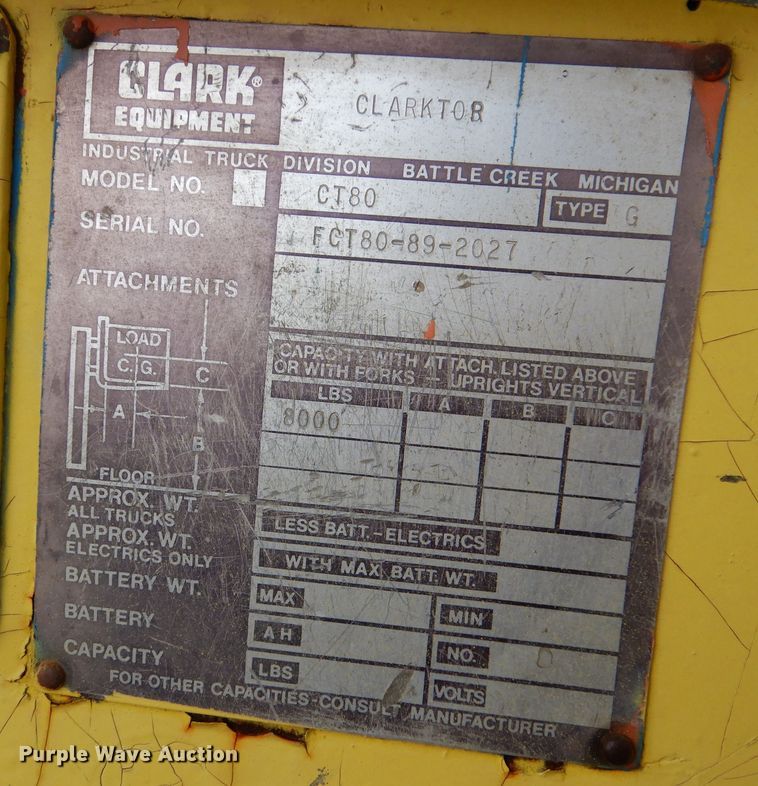 CLARK®
EQUIPMENT
CLARKTOR
INDUSTRIAL TRUCK DIVISION BATTLE CREEK MICHIGAN
MODEL NO. CT80 TYPE G
SERIAL NO. FCT80-89-2027
ATTACHMENTS
LOAD
C.G.
C
A
B
FLOOR
CAPACITY WITH ATTACH. LISTED ABOVE
OR WITH FORKS - UPRIGHTS VERTICAL
LBS A B C
8000
APPROX. WT.
ALL TRUCKS
LESS BATT.-ELECTRICS
APPROX. WT.
ELECTRICS ONLY
WITH MAX. BATT. WT.
BATTERY WT. MAX MIN
BATTERY AH NO. 0
CAPACITY LBS VOLTS
FOR OTHER CAPACITIES-CONSULT MANUFACTURER
Purple Wave Auction